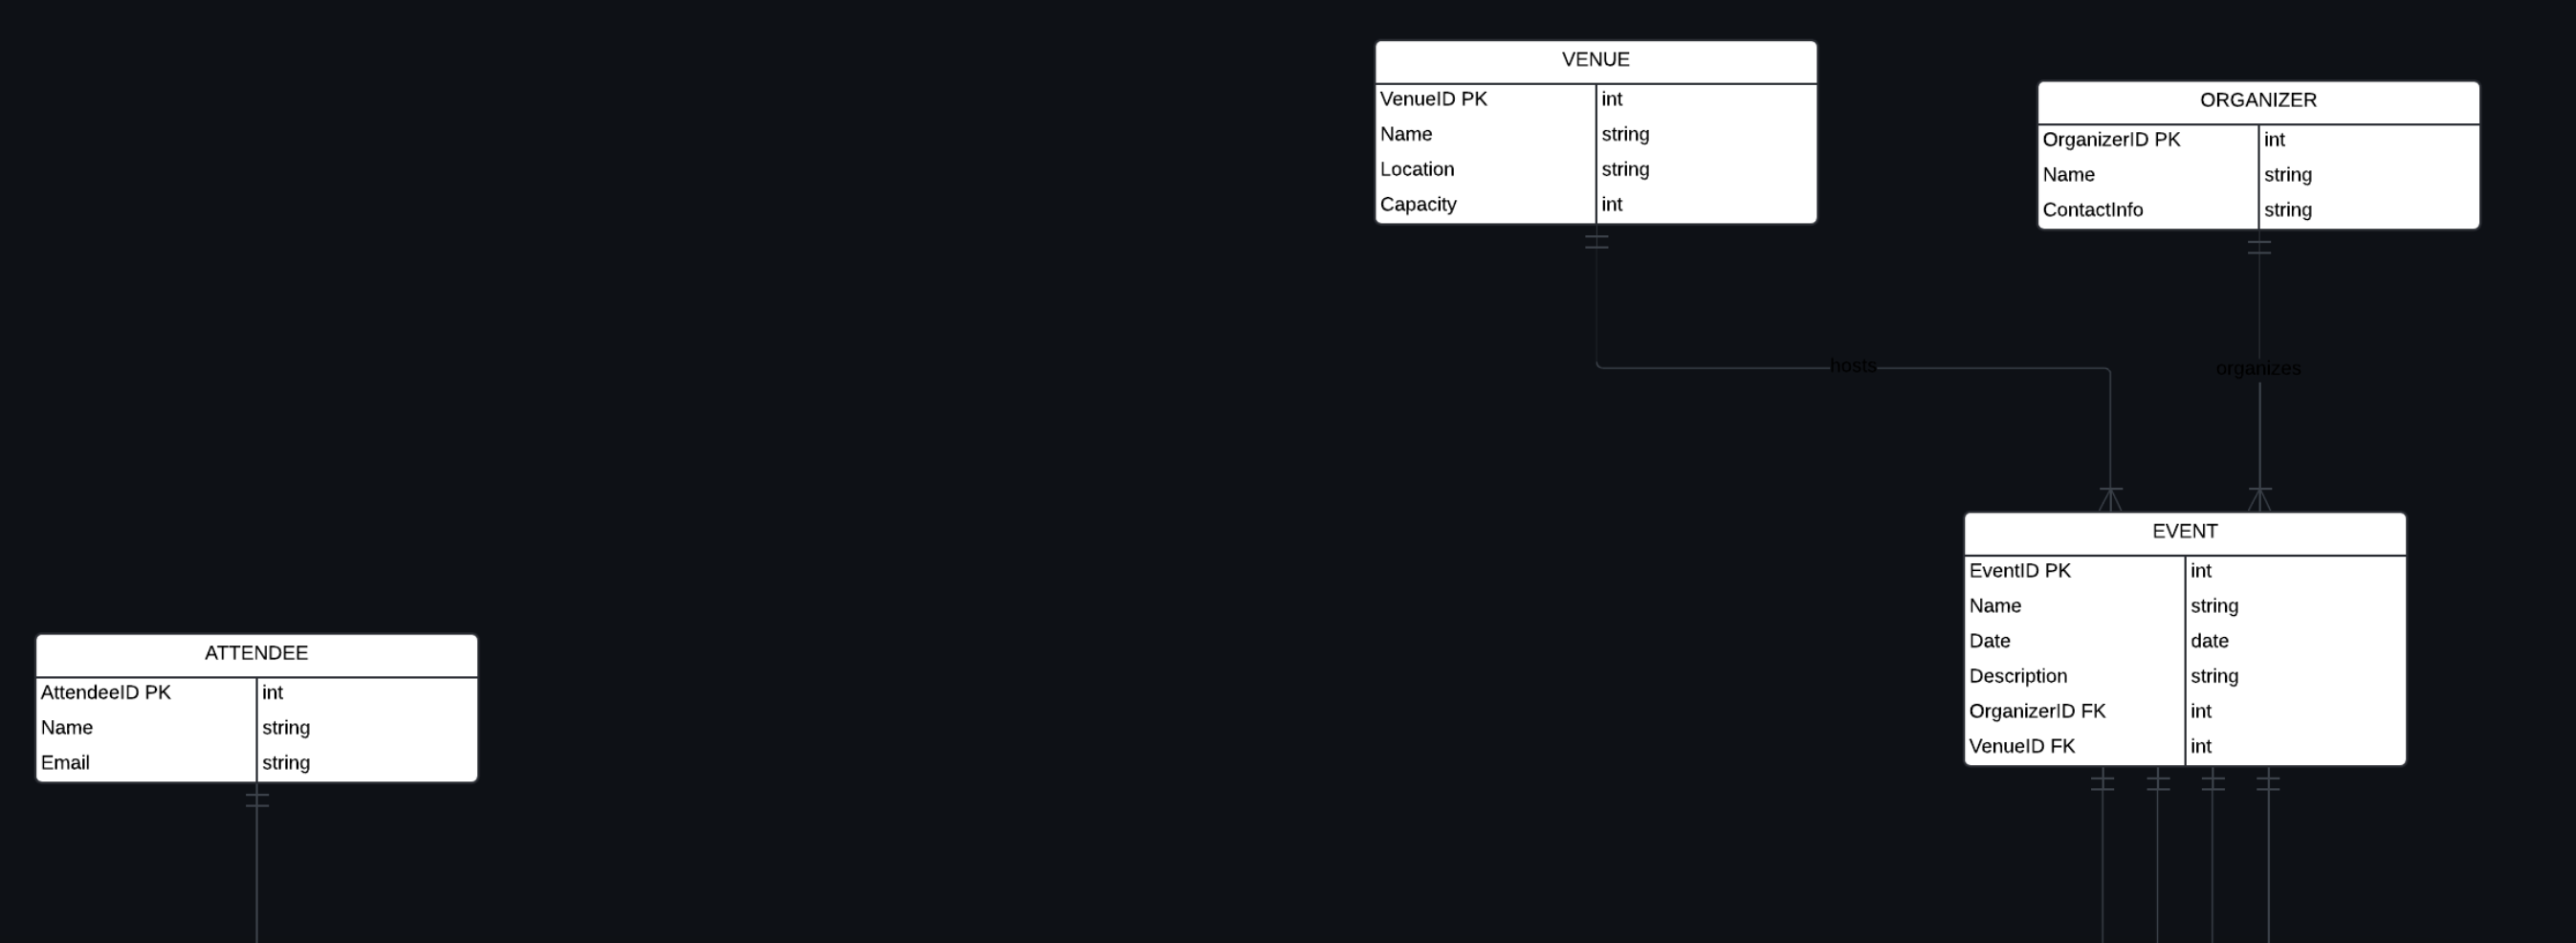 VENUE
VenueID PK int
Name string
Location string
Capacity int
ORGANIZER
OrganizerID PK int
Name string
ContactInfo string
hosts
organizes
EVENT
EventID PK int
Name string
Date date
Description string
OrganizerID FK int
VenueID FK int
ATTENDEE
AttendeeID PK int
Name string
Email string